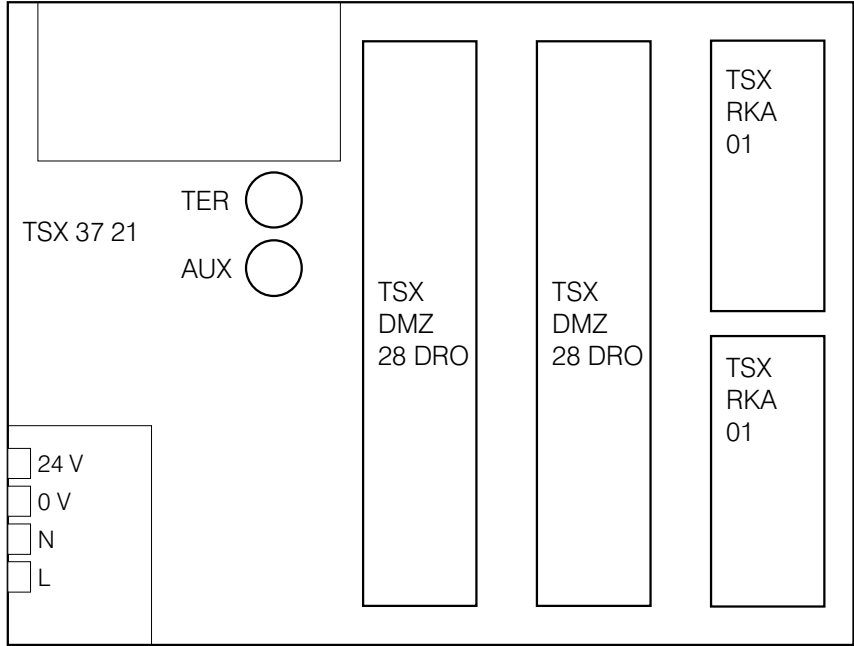 TER
TSX 37 21
AUX
24 V
0 V
N
L
TSX
DMZ
28 DRO
TSX
DMZ
28 DRO
TSX
RKA
01
TSX
RKA
01